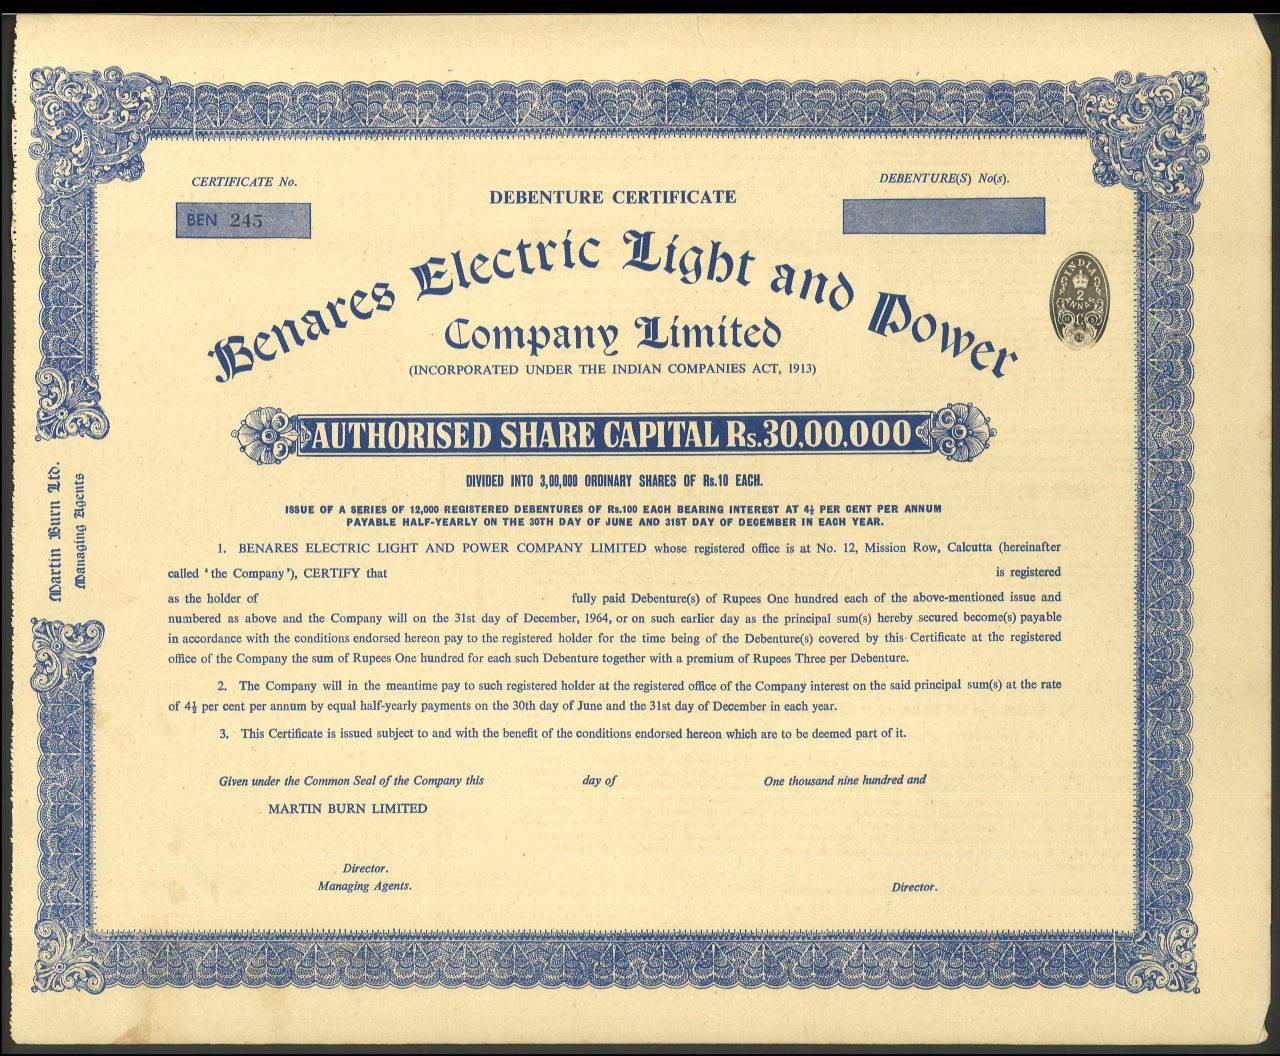 CERTIFICATE No.
DEBENTURE(S) No(s).
DEBENTURE CERTIFICATE
BEN 245
Benares Electric Light and Power
Company Limited
INDIA
1/2
ANNA
(INCORPORATED UNDER THE INDIAN COMPANIES ACT, 1913)
AUTHORISED SHARE CAPITAL Rs.30,00,000
DIVIDED INTO 3,00,000 ORDINARY SHARES OF Rs.10 EACH.
ISSUE OF A SERIES OF 12,000 REGISTERED DEBENTURES OF Rs.100 EACH BEARING INTEREST AT 4½ PER CENT PER ANNUM
PAYABLE HALF-YEARLY ON THE 30TH DAY OF JUNE AND 31ST DAY OF DECEMBER IN EACH YEAR.
Martin Burn Ltd.
Managing Agents
1. BENARES ELECTRIC LIGHT AND POWER COMPANY LIMITED whose registered office is at No. 12, Mission Row, Calcutta (hereinafter
called ‘the Company’), CERTIFY that is registered
as the holder of fully paid Debenture(s) of Rupees One hundred each of the above-mentioned issue and
numbered as above and the Company will on the 31st day of December, 1964, or on such earlier day as the principal sum(s) hereby secured become(s) payable
in accordance with the conditions endorsed hereon pay to the registered holder for the time being of the Debenture(s) covered by this Certificate at the registered
office of the Company the sum of Rupees One hundred for each such Debenture together with a premium of Rupees Three per Debenture.
2. The Company will in the meantime pay to such registered holder at the registered office of the Company interest on the said principal sum(s) at the rate
of 4½ per cent per annum by equal half-yearly payments on the 30th day of June and the 31st day of December in each year.
3. This Certificate is issued subject to and with the benefit of the conditions endorsed hereon which are to be deemed part of it.
Given under the Common Seal of the Company this day of One thousand nine hundred and
MARTIN BURN LIMITED
Director.
Managing Agents.
Director.